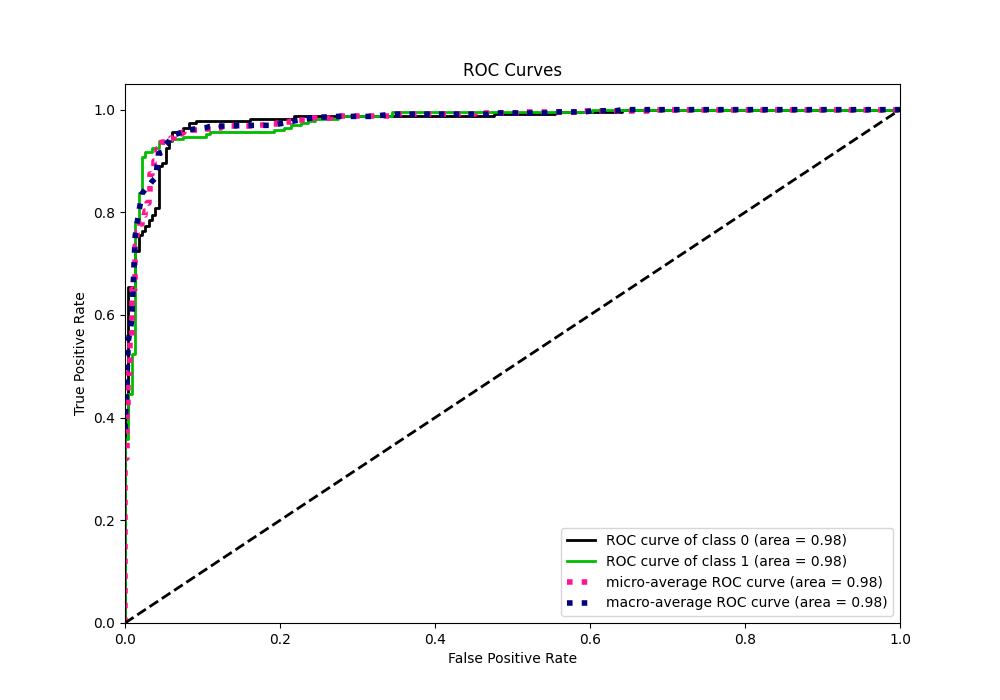 ROC Curves
True Positive Rate
1.0
0.8
0.6
0.4
0.2
0.0
0.0 0.2 0.4 0.6 0.8 1.0
False Positive Rate
ROC curve of class 0 (area = 0.98)
ROC curve of class 1 (area = 0.98)
micro-average ROC curve (area = 0.98)
macro-average ROC curve (area = 0.98)